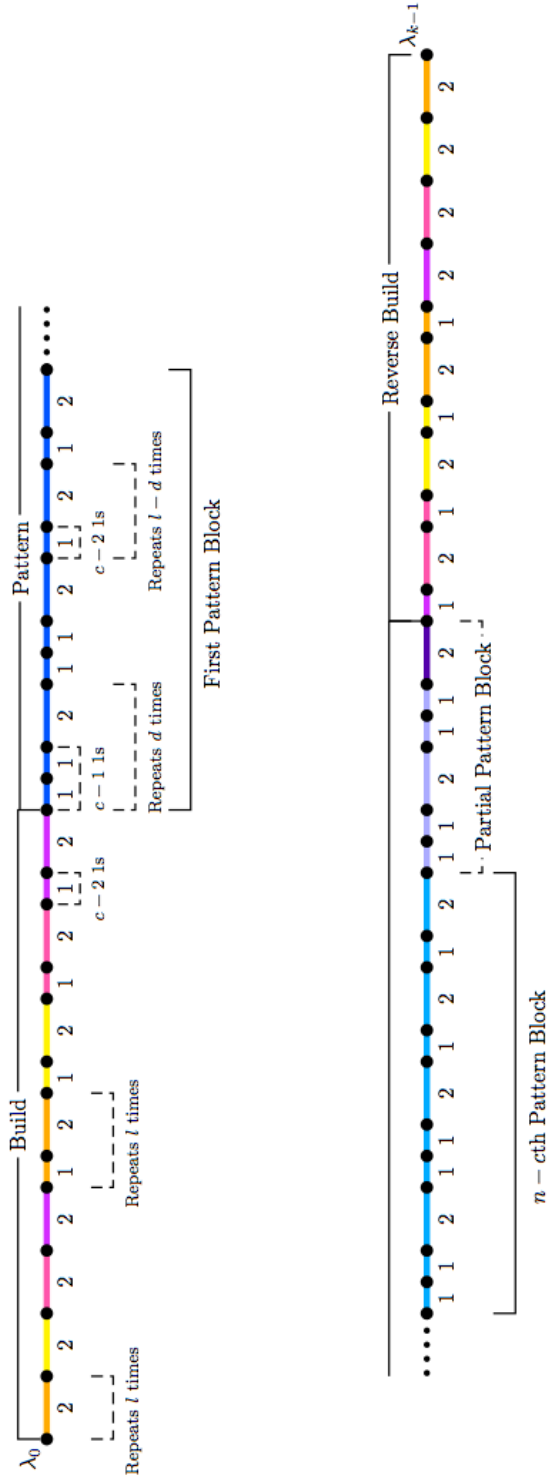 Build Pattern
λ₀
2 2 2 2 1 2 1 2 1 2 1 2 1 1 2 1 1 2 1 2 1 2
c − 2 1s c − 1 1s c − 2 1s
Repeats l times Repeats l times Repeats d times Repeats l − d times
First Pattern Block
Reverse Build
λₖ₋₁
1 1 2 1 1 2 1 2 1 2 1 1 2 1 1 2 1 2 1 2 1 2 1 2 2 2 2
Partial Pattern Block
n − cth Pattern Block